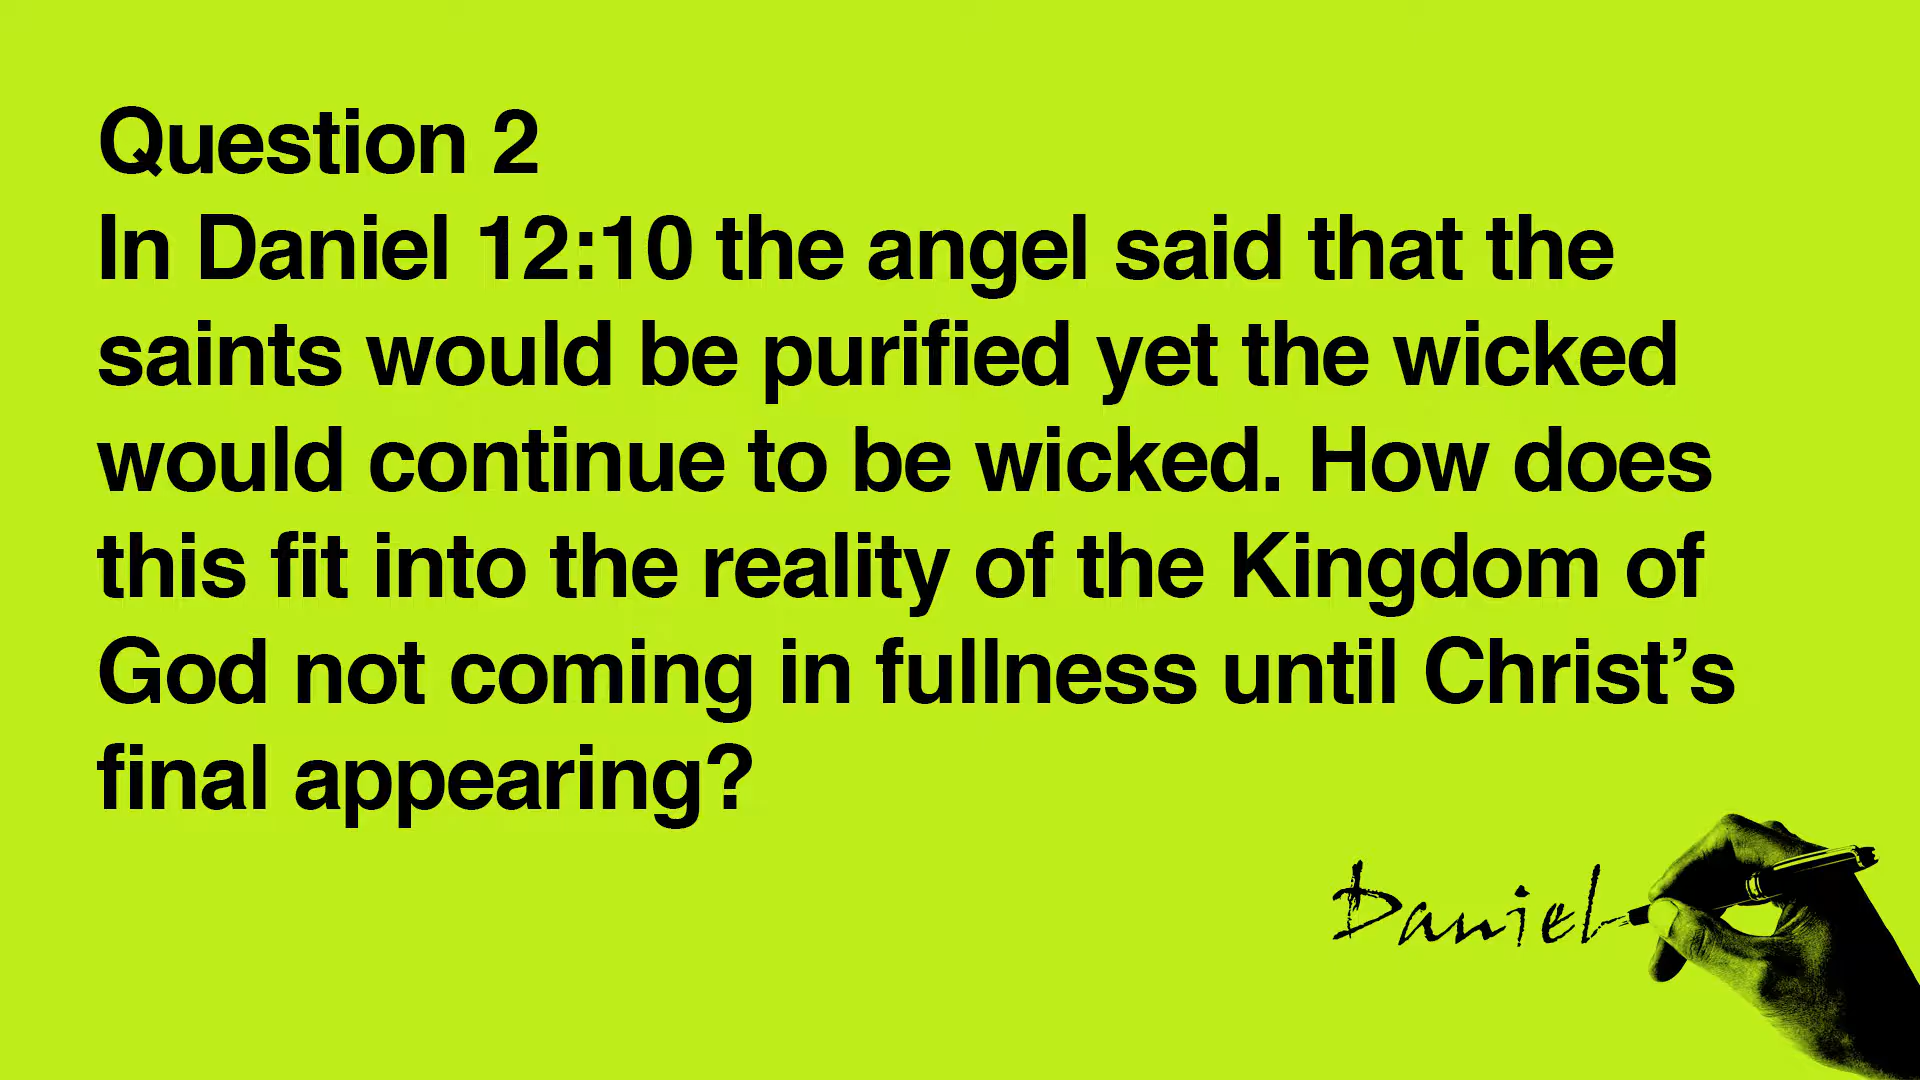 Question 2
In Daniel 12:10 the angel said that the
saints would be purified yet the wicked
would continue to be wicked. How does
this fit into the reality of the Kingdom of
God not coming in fullness until Christ’s
final appearing?
Daniel